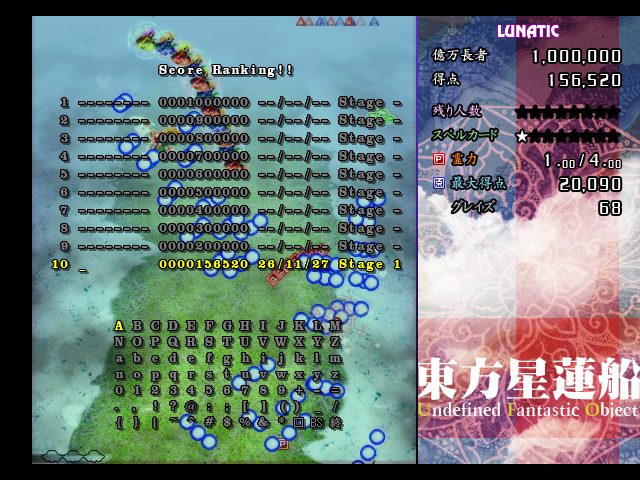 LUNATIC
億万長者 1,000,000
得点 156,520
残り人数
スペルカード
P 霊力 1.00/4.00
最大得点 20,090
グレイズ 68
Score Ranking!!
1 -------- 0001000000 --/--/-- Stage -
2 -------- 0000900000 --/--/-- Stage -
3 -------- 0000800000 --/--/-- Stage -
4 -------- 0000700000 --/--/-- Stage -
5 -------- 0000600000 --/--/-- Stage -
6 -------- 0000500000 --/--/-- Stage -
7 -------- 0000400000 --/--/-- Stage -
8 -------- 0000300000 --/--/-- Stage -
9 -------- 0000200000 --/--/-- Stage -
10 _ 0000156520 26/11/27 Stage 1
A B C D E F G H I J K L M
N O P Q R S T U V W X Y Z
a b c d e f g h i j k l m
n o p q r s t u v w x y z
0 1 2 3 4 5 6 7 8 9 + - =
. , ! ? @ : ; [ ] ( ) _ /
{ } | ~ ^ # $ % & * BS 終
東方星蓮船
Undefined Fantastic Object